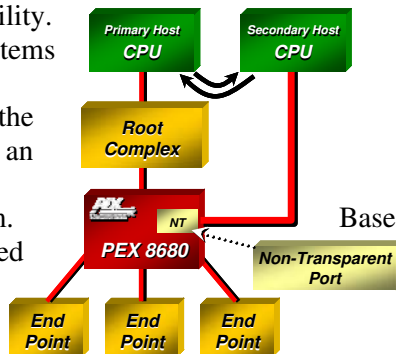 ility.
tems
the
an
n.
ed
Base
Primary Host
CPU
Secondary Host
CPU
Root
Complex
PLX
NT
PEX 8680
Non-Transparent
Port
End
Point
End
Point
End
Point